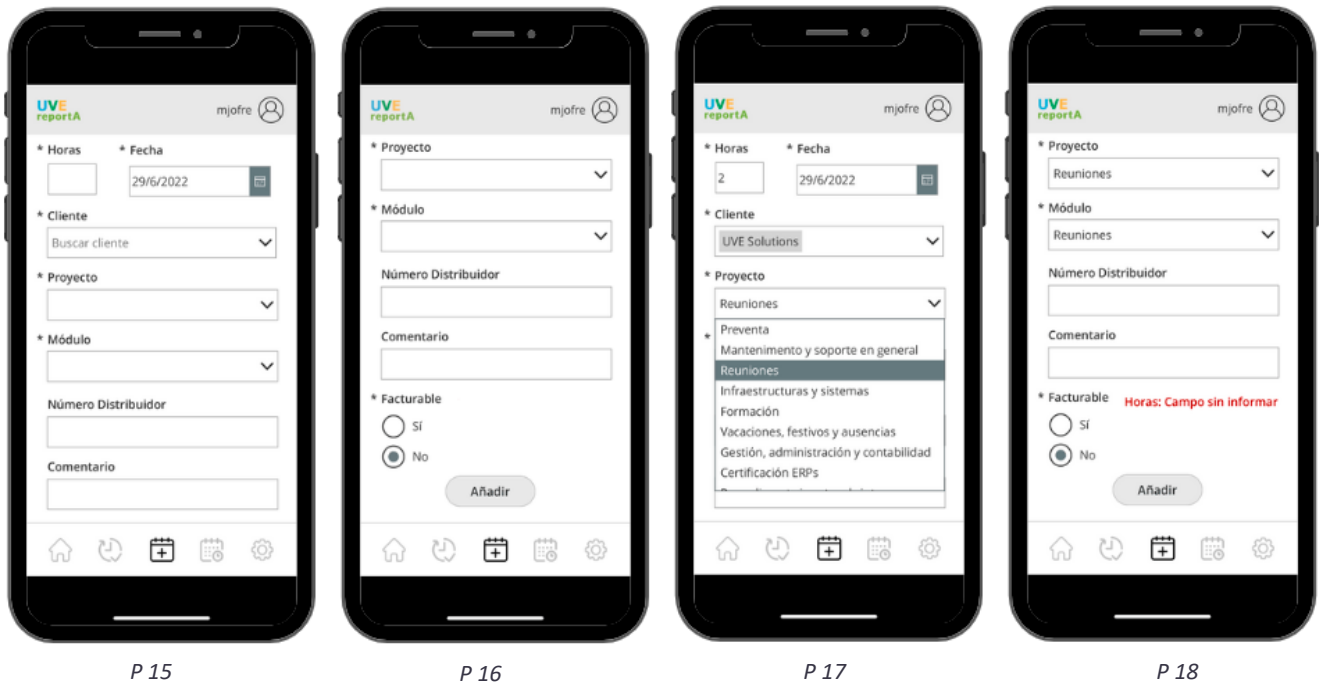 UVE
reportA
mjofre
* Horas * Fecha
29/6/2022
* Cliente
Buscar cliente
* Proyecto
* Módulo
Número Distribuidor
Comentario
P 15
UVE
reportA
mjofre
* Proyecto
* Módulo
Número Distribuidor
Comentario
* Facturable
Sí
No
Añadir
P 16
UVE
reportA
mjofre
* Horas * Fecha
2 29/6/2022
* Cliente
UVE Solutions
* Proyecto
Reuniones
*
Preventa
Mantenimento y soporte en general
Reuniones
Infraestructuras y sistemas
Formación
Vacaciones, festivos y ausencias
Gestión, administración y contabilidad
Certificación ERPs
P 17
UVE
reportA
mjofre
* Proyecto
Reuniones
* Módulo
Reuniones
Número Distribuidor
Comentario
* Facturable Horas: Campo sin informar
Sí
No
Añadir
P 18